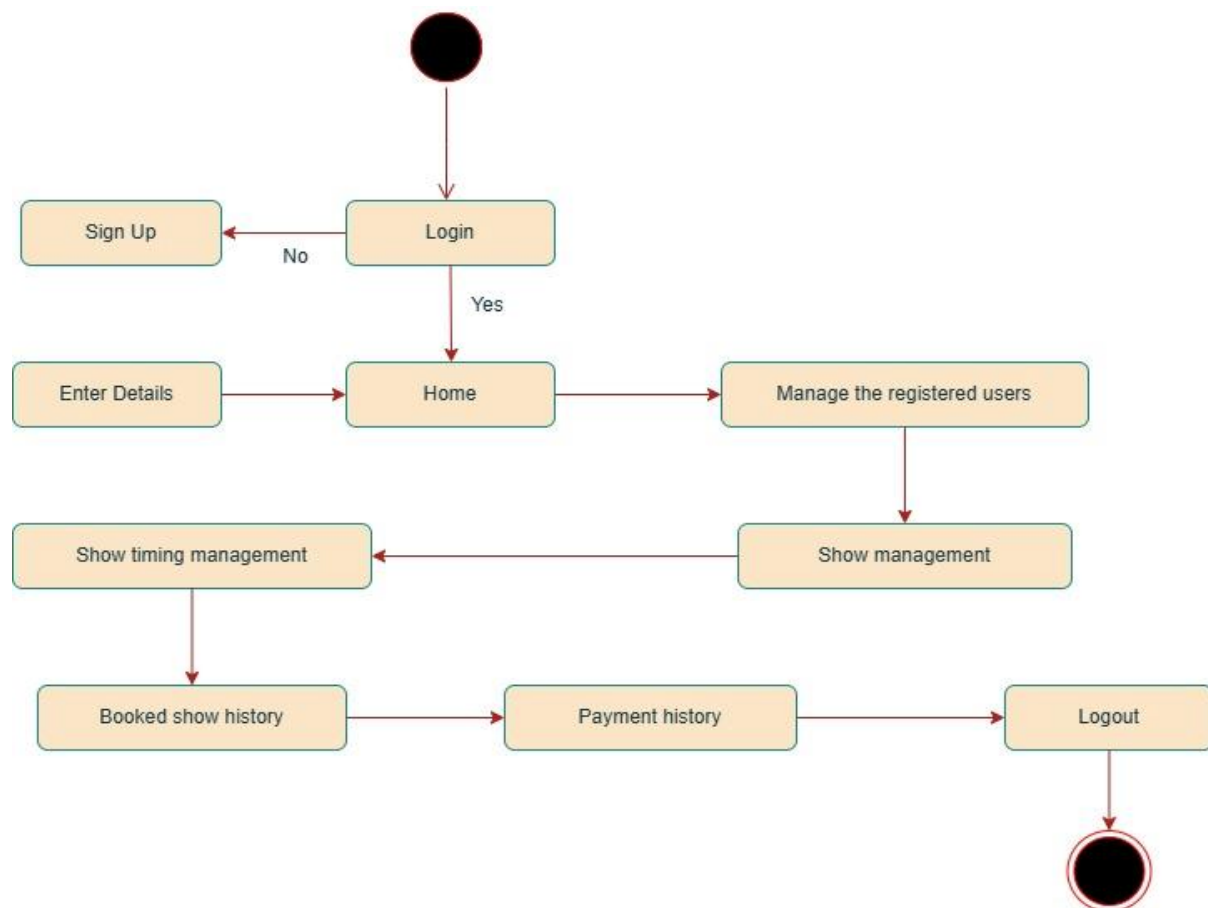 Sign Up
Login
No
Yes
Enter Details
Home
Manage the registered users
Show timing management
Show management
Booked show history
Payment history
Logout